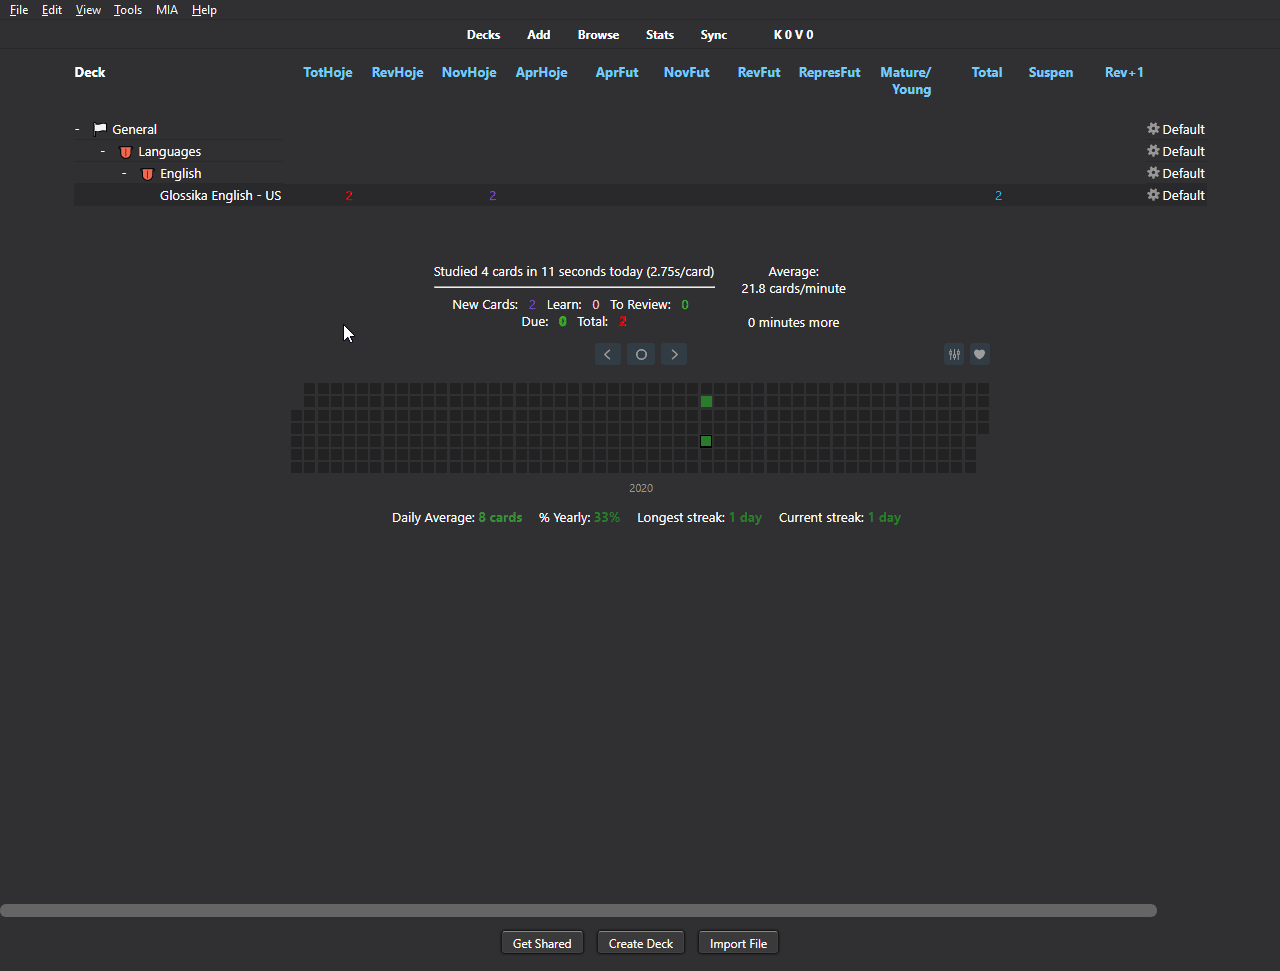 File Edit View Tools MIA Help
Decks Add Browse Stats Sync K 0 V 0
Deck TotHoje RevHoje NovHoje AprHoje AprFut NovFut RevFut RepresFut Mature/ Total Suspen Rev+1
Young
- General Default
- Languages Default
- English Default
Glossika English - US 2 2 2 Default
Studied 4 cards in 11 seconds today (2.75s/card) Average:
21.8 cards/minute
New Cards: 2 Learn: 0 To Review: 0
Due: 0 Total: 2 0 minutes more
2020
Daily Average: 8 cards % Yearly: 33% Longest streak: 1 day Current streak: 1 day
Get Shared Create Deck Import File